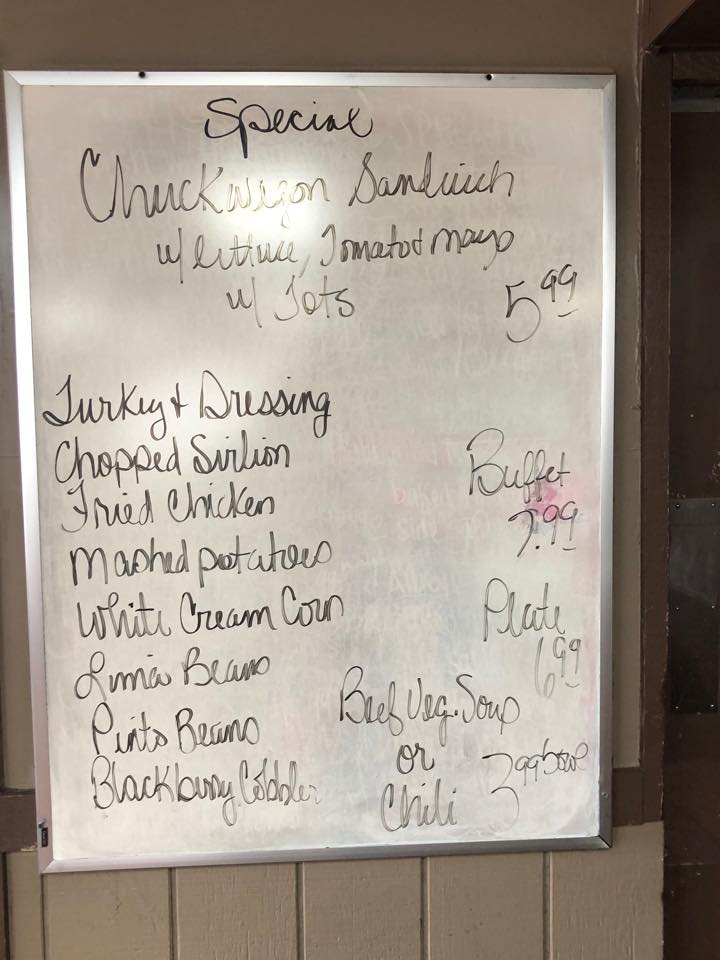 Special
Chuckwagon Sandwich
w/ lettuce, Tomato & mayo
w/ Tots
5.99
Turkey & Dressing
Chopped Sirlion
Fried Chicken
Mashed potatoes
White Cream Corn
Lima Beans
Pinto Beans
Blackberry Cobbler
Buffet
7.99
Plate
6.99
Beef Veg. Soup
or
Chili
3.99 bowl